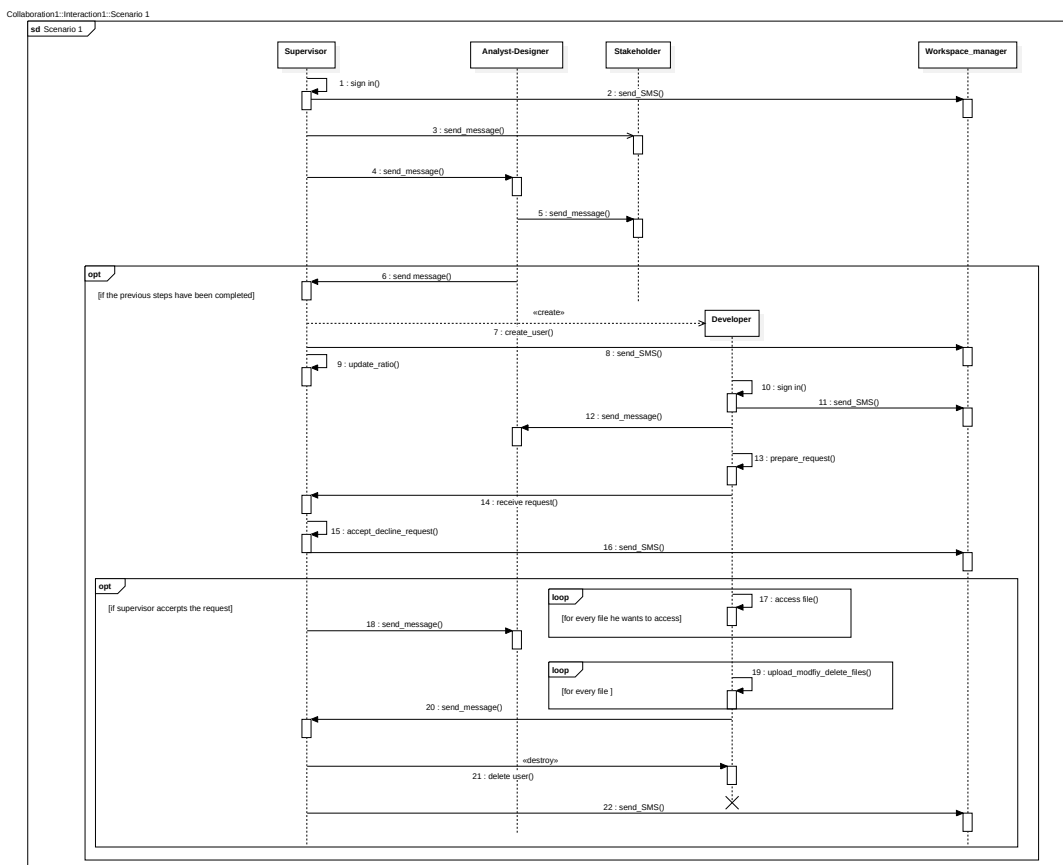 Collaboration1::Interaction1::Scenario 1
sd Scenario 1
Supervisor
Analyst-Designer
Stakeholder
Workspace_manager
1 : sign in()
2 : send_SMS()
3 : send_message()
4 : send_message()
5 : send_message()
opt
6 : send message()
[if the previous steps have been completed]
«create»
Developer
7 : create_user()
8 : send_SMS()
9 : update_ratio()
10 : sign in()
11 : send_SMS()
12 : send_message()
13 : prepare_request()
14 : receive request()
15 : accept_decline_request()
16 : send_SMS()
opt
[if supervisor accerpts the request]
loop
17 : access file()
[for every file he wants to access]
18 : send_message()
loop
19 : upload_modfiy_delete_files()
[for every file ]
20 : send_message()
«destroy»
21 : delete user()
22 : send_SMS()